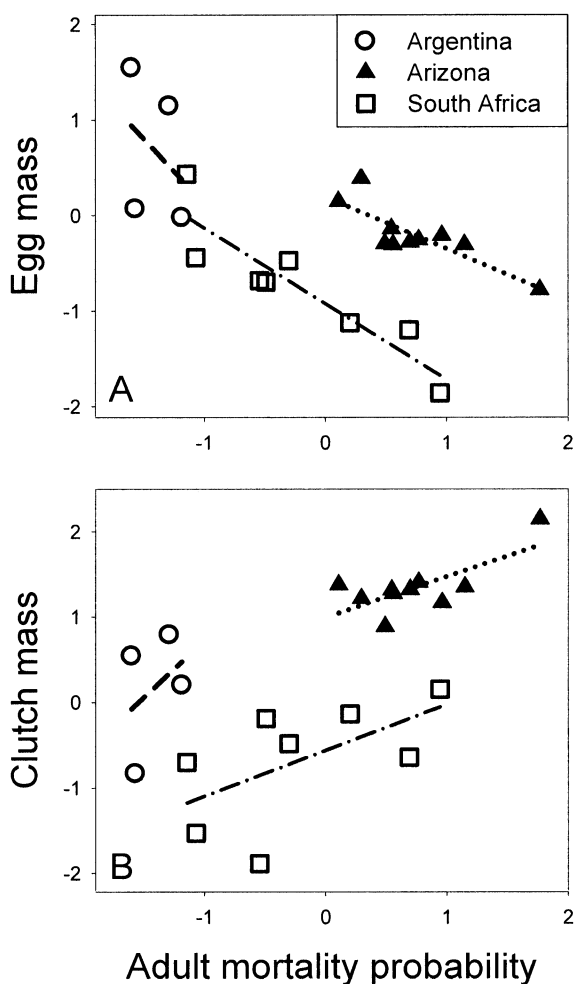 2
1
0
-1
-2
Egg mass
Argentina
Arizona
South Africa
A
-1
0
1
2
2
1
0
-1
-2
Clutch mass
B
-1
0
1
2
Adult mortality probability